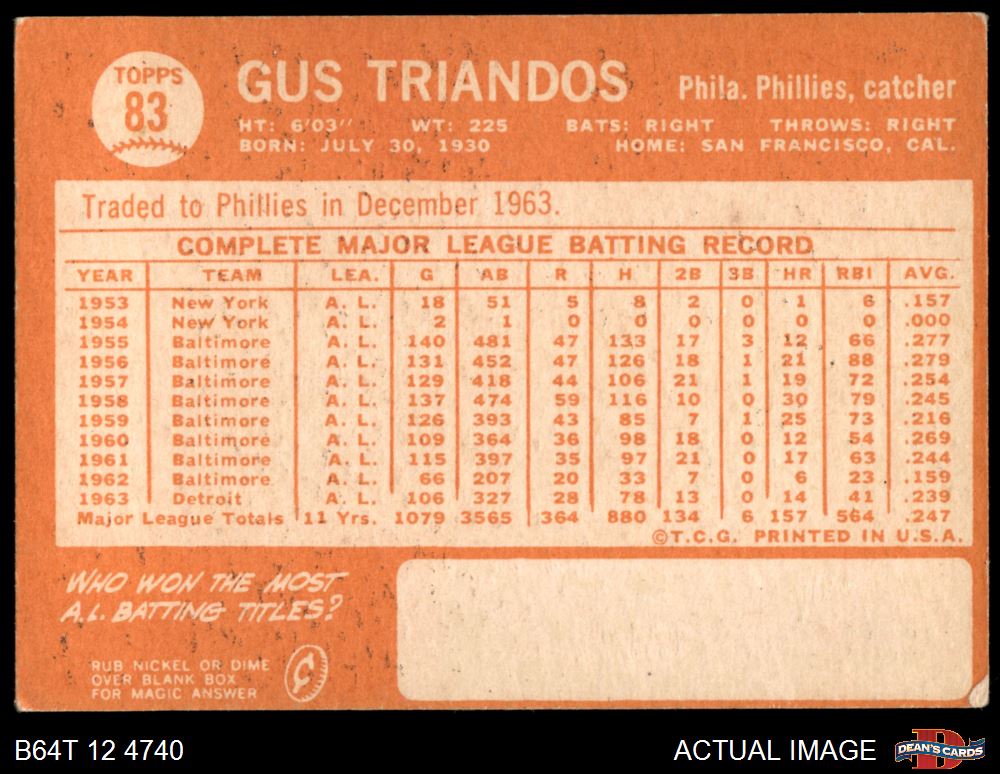 TOPPS
83
GUS TRIANDOS
Phila. Phillies, catcher
HT: 6'03" WT: 225 BATS: RIGHT THROWS: RIGHT
BORN: JULY 30, 1930 HOME: SAN FRANCISCO, CAL.
Traded to Phillies in December 1963.
COMPLETE MAJOR LEAGUE BATTING RECORD
YEAR TEAM LEA. G AB R H 2B 3B HR RBI AVG.
1953 New York A. L. 18 51 5 8 2 0 1 6 .157
1954 New York A. L. 2 1 0 0 0 0 0 0 .000
1955 Baltimore A. L. 140 481 47 133 17 3 12 66 .277
1956 Baltimore A. L. 131 452 47 126 18 1 21 88 .279
1957 Baltimore A. L. 129 418 44 106 21 1 19 72 .254
1958 Baltimore A. L. 137 474 59 116 10 0 30 79 .245
1959 Baltimore A. L. 126 393 43 85 7 1 25 73 .216
1960 Baltimore A. L. 109 364 36 98 18 0 12 54 .269
1961 Baltimore A. L. 115 397 35 97 21 0 17 63 .244
1962 Baltimore A. L. 66 207 20 33 7 0 6 23 .159
1963 Detroit A. L. 106 327 28 78 13 0 14 41 .239
Major League Totals 11 Yrs. 1079 3565 364 880 134 6 157 564 .247
©T.C.G. PRINTED IN U.S.A.
WHO WON THE MOST
A.L. BATTING TITLES?
RUB NICKEL OR DIME
OVER BLANK BOX
FOR MAGIC ANSWER
¢
B64T 12 4740
ACTUAL IMAGE
D
DEAN'S CARDS